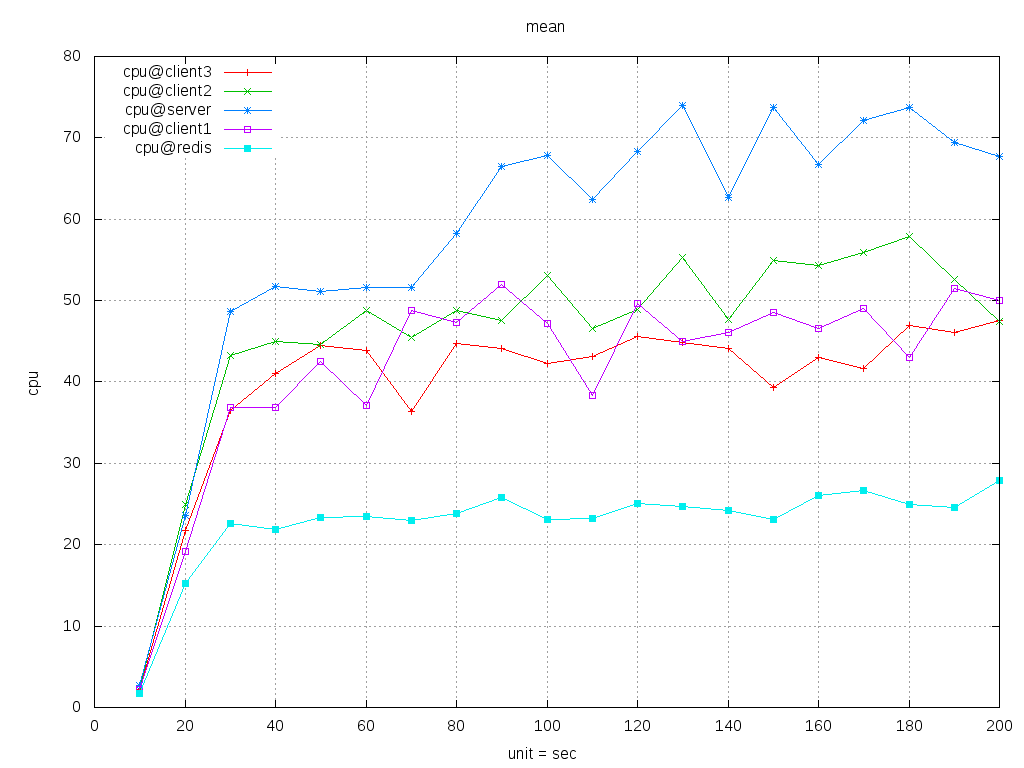 mean
80
70
60
50
40
30
20
10
0
cpu
cpu@client3
cpu@client2
cpu@server
cpu@client1
cpu@redis
0 20 40 60 80 100 120 140 160 180 200
unit = sec